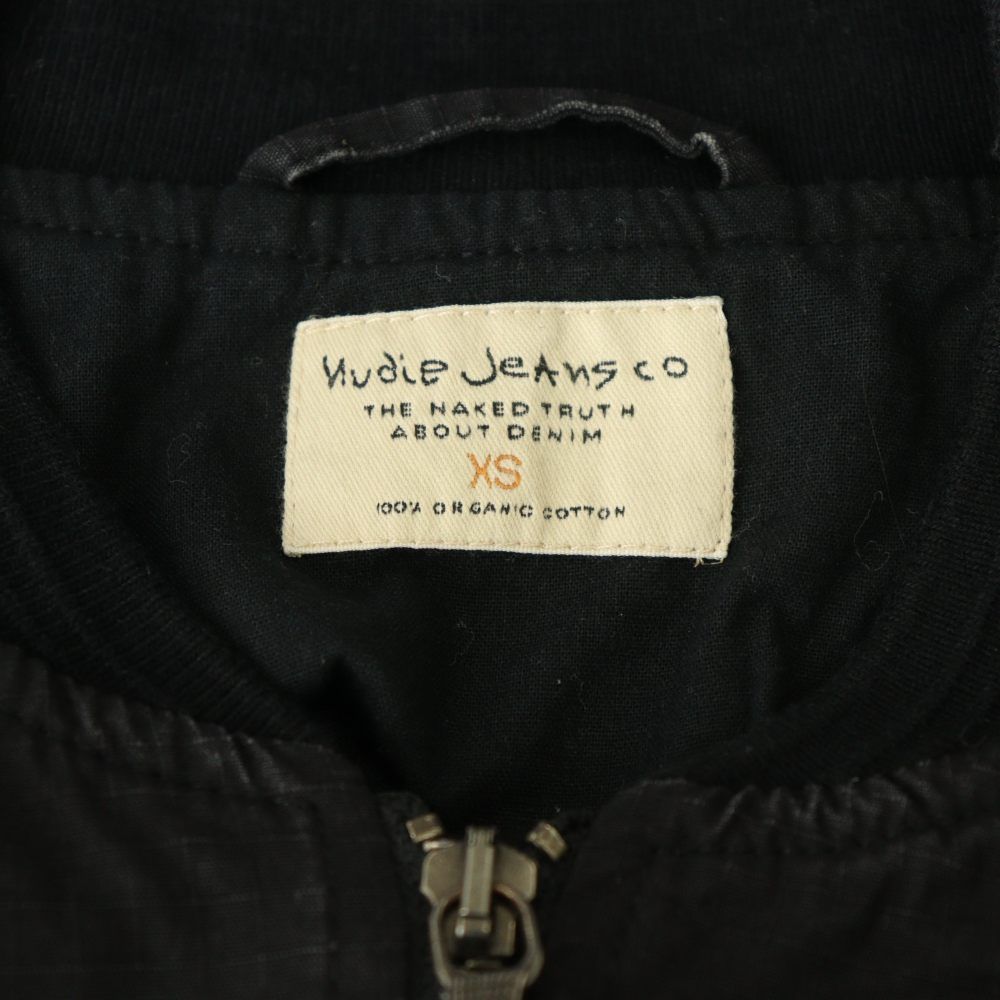 Nudie Jeans co
THE NAKED TRUTH
ABOUT DENIM
XS
100% ORGANIC COTTON